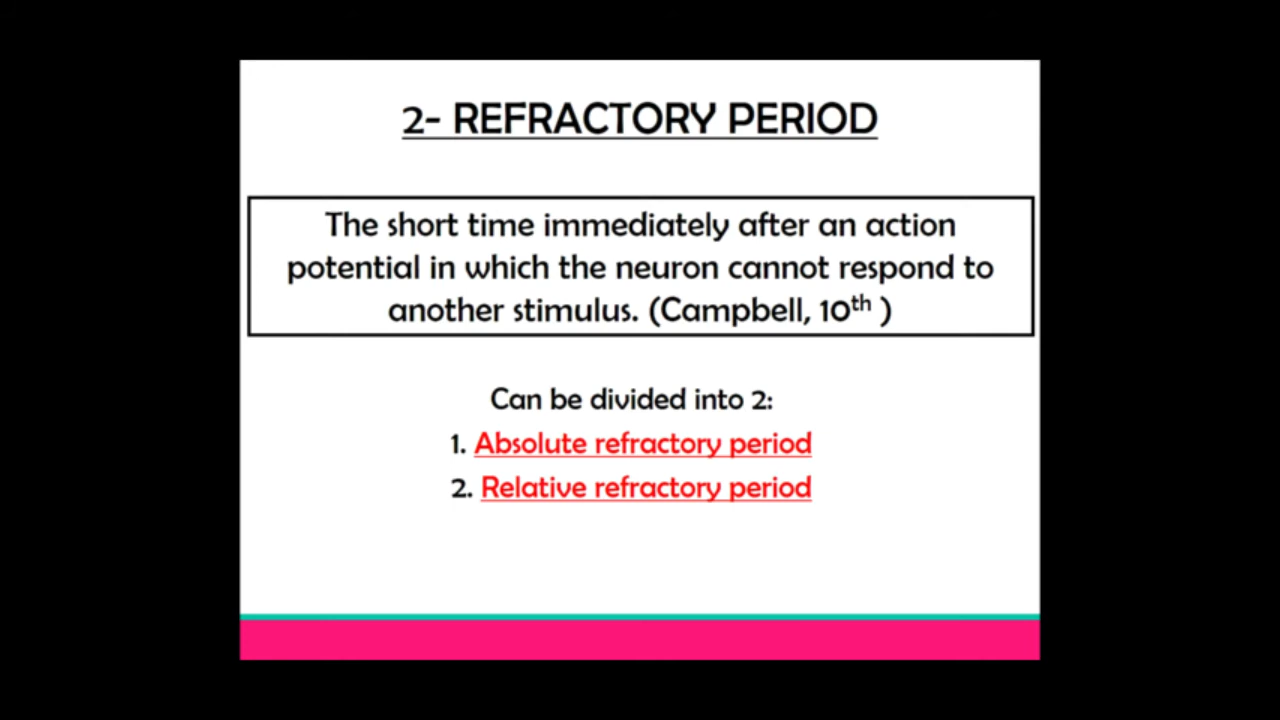 2- REFRACTORY PERIOD
The short time immediately after an action
potential in which the neuron cannot respond to
another stimulus. (Campbell, 10th )
Can be divided into 2:
1. Absolute refractory period
2. Relative refractory period